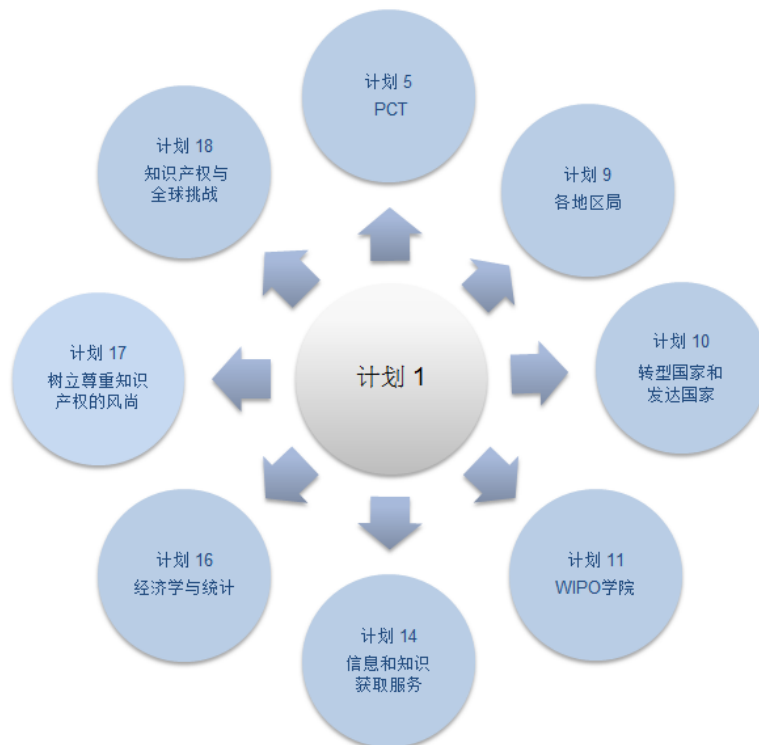 计划 5
PCT
计划 18
知识产权与
全球挑战
计划 9
各地区局
计划 17
树立尊重知识
产权的风尚
计划 1
计划 10
转型国家和
发达国家
计划 16
经济学与统计
计划 11
WIPO学院
计划 14
信息和知识
获取服务